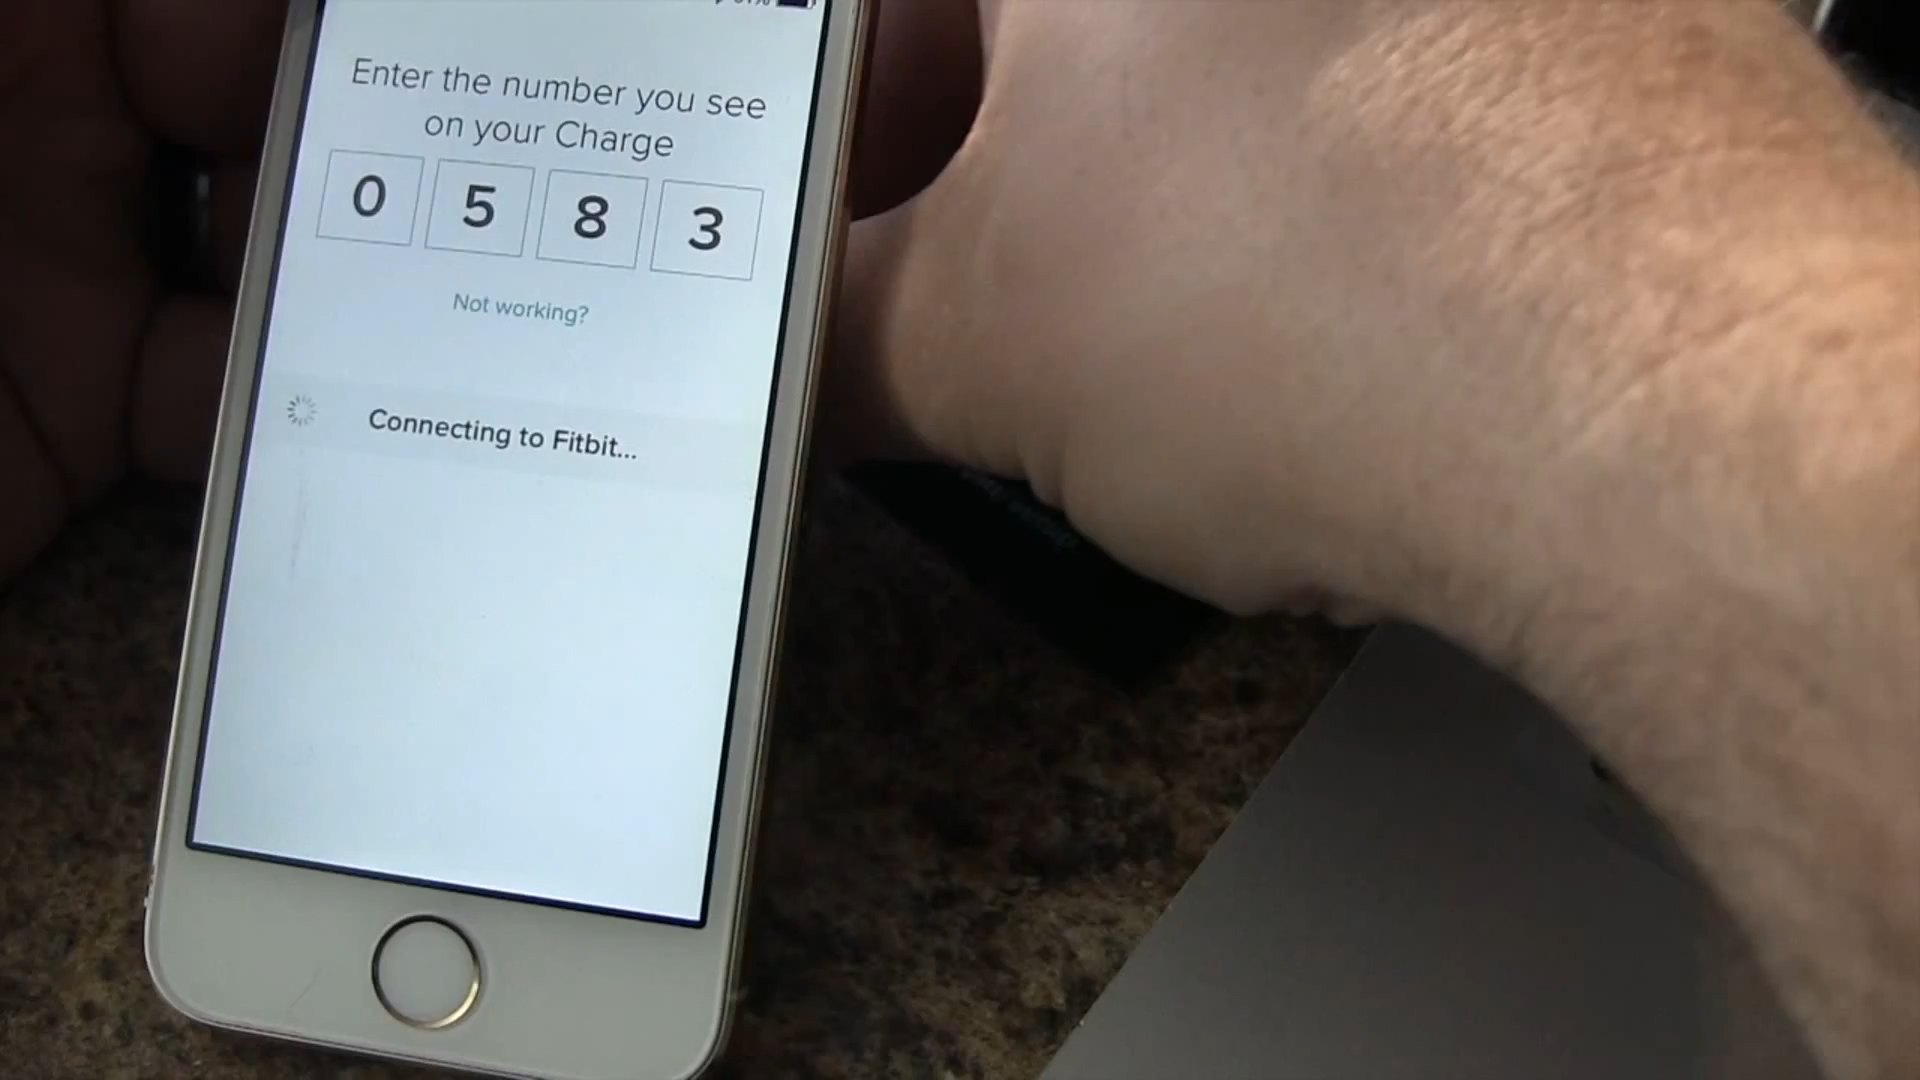 Enter the number you see
on your Charge
0 5 8 3
Not working?
Connecting to Fitbit...